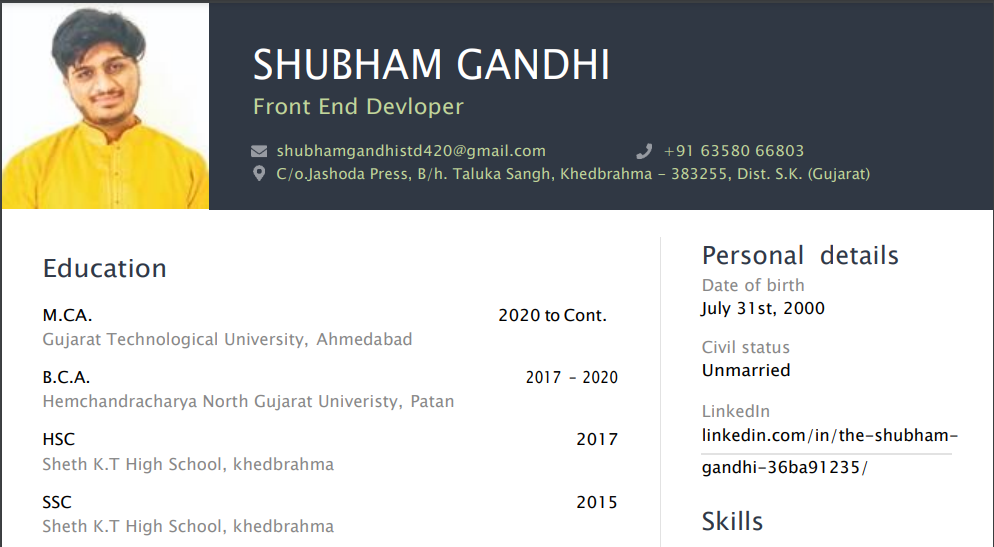 SHUBHAM GANDHI
Front End Devloper
shubhamgandhistd420@gmail.com
+91 63580 66803
C/o.Jashoda Press, B/h. Taluka Sangh, Khedbrahma - 383255, Dist. S.K. (Gujarat)
Education
M.CA. 2020 to Cont.
Gujarat Technological University, Ahmedabad
B.C.A. 2017 - 2020
Hemchandracharya North Gujarat Univeristy, Patan
HSC 2017
Sheth K.T High School, khedbrahma
SSC 2015
Sheth K.T High School, khedbrahma
Personal details
Date of birth
July 31st, 2000
Civil status
Unmarried
LinkedIn
linkedin.com/in/the-shubham-
gandhi-36ba91235/
Skills